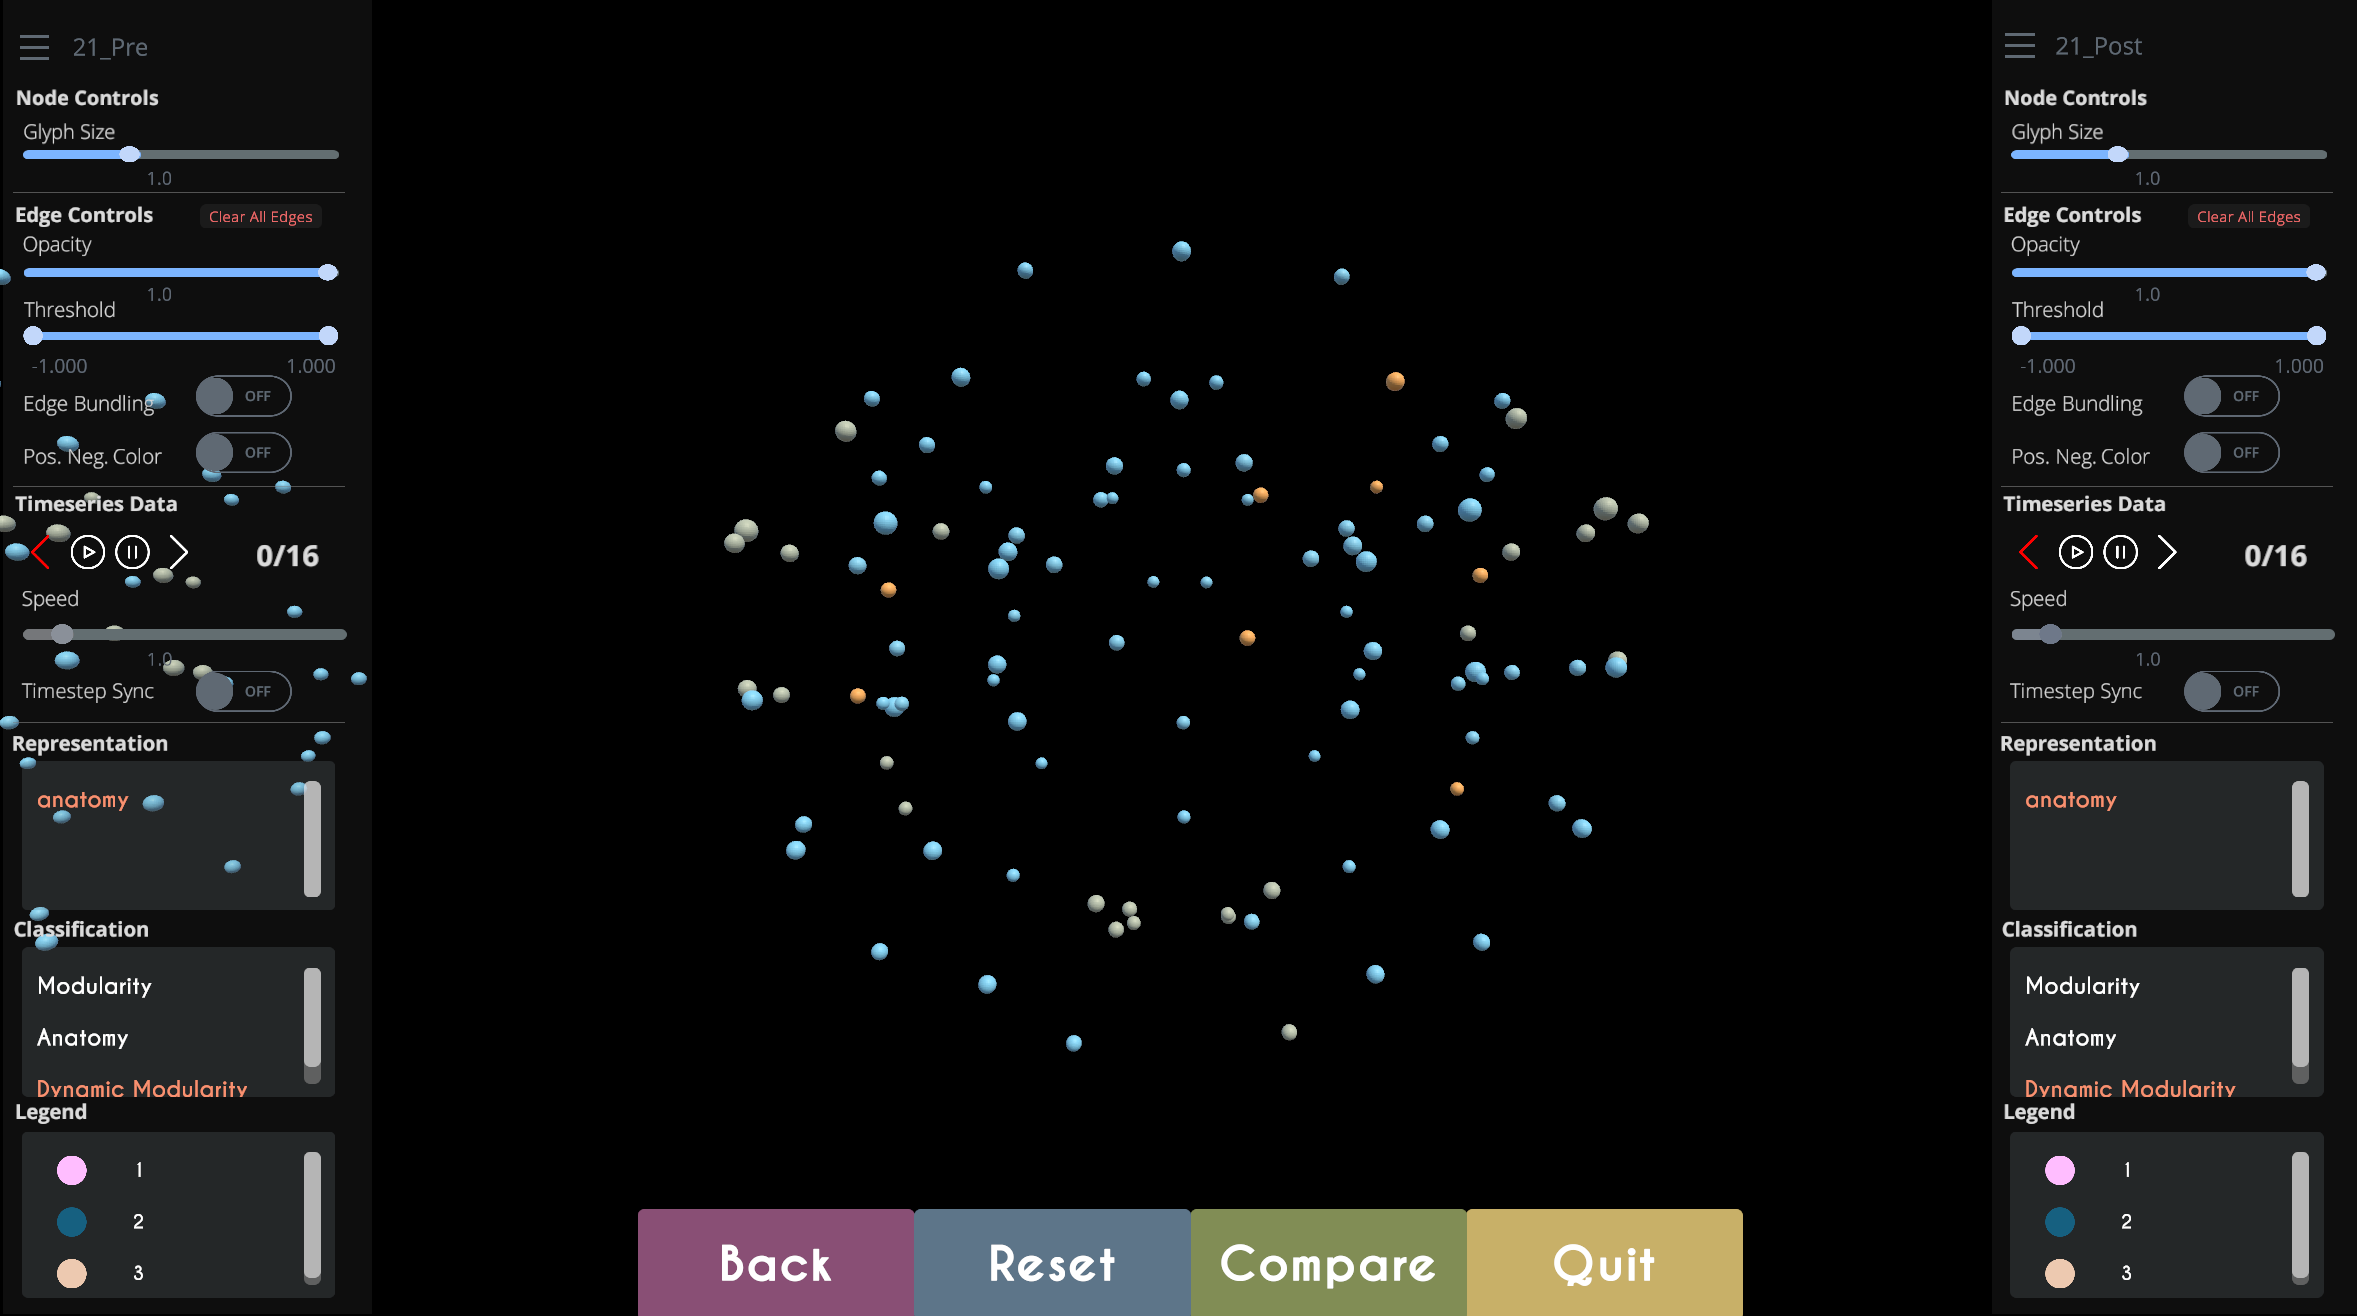 21_Pre
Node Controls
Glyph Size
1.0
Edge Controls
Clear All Edges
Opacity
1.0
Threshold
-1.000
1.000
Edge Bundling
OFF
Pos. Neg. Color
OFF
Timeseries Data
0/16
Speed
1.0
Timestep Sync
OFF
Representation
anatomy
Classification
Modularity
Anatomy
Dynamic Modularity
Legend
1
2
3
Back
Reset
Compare
Quit
21_Post
Node Controls
Glyph Size
1.0
Edge Controls
Clear All Edges
Opacity
1.0
Threshold
-1.000
1.000
Edge Bundling
OFF
Pos. Neg. Color
OFF
Timeseries Data
0/16
Speed
1.0
Timestep Sync
OFF
Representation
anatomy
Classification
Modularity
Anatomy
Dynamic Modularity
Legend
1
2
3